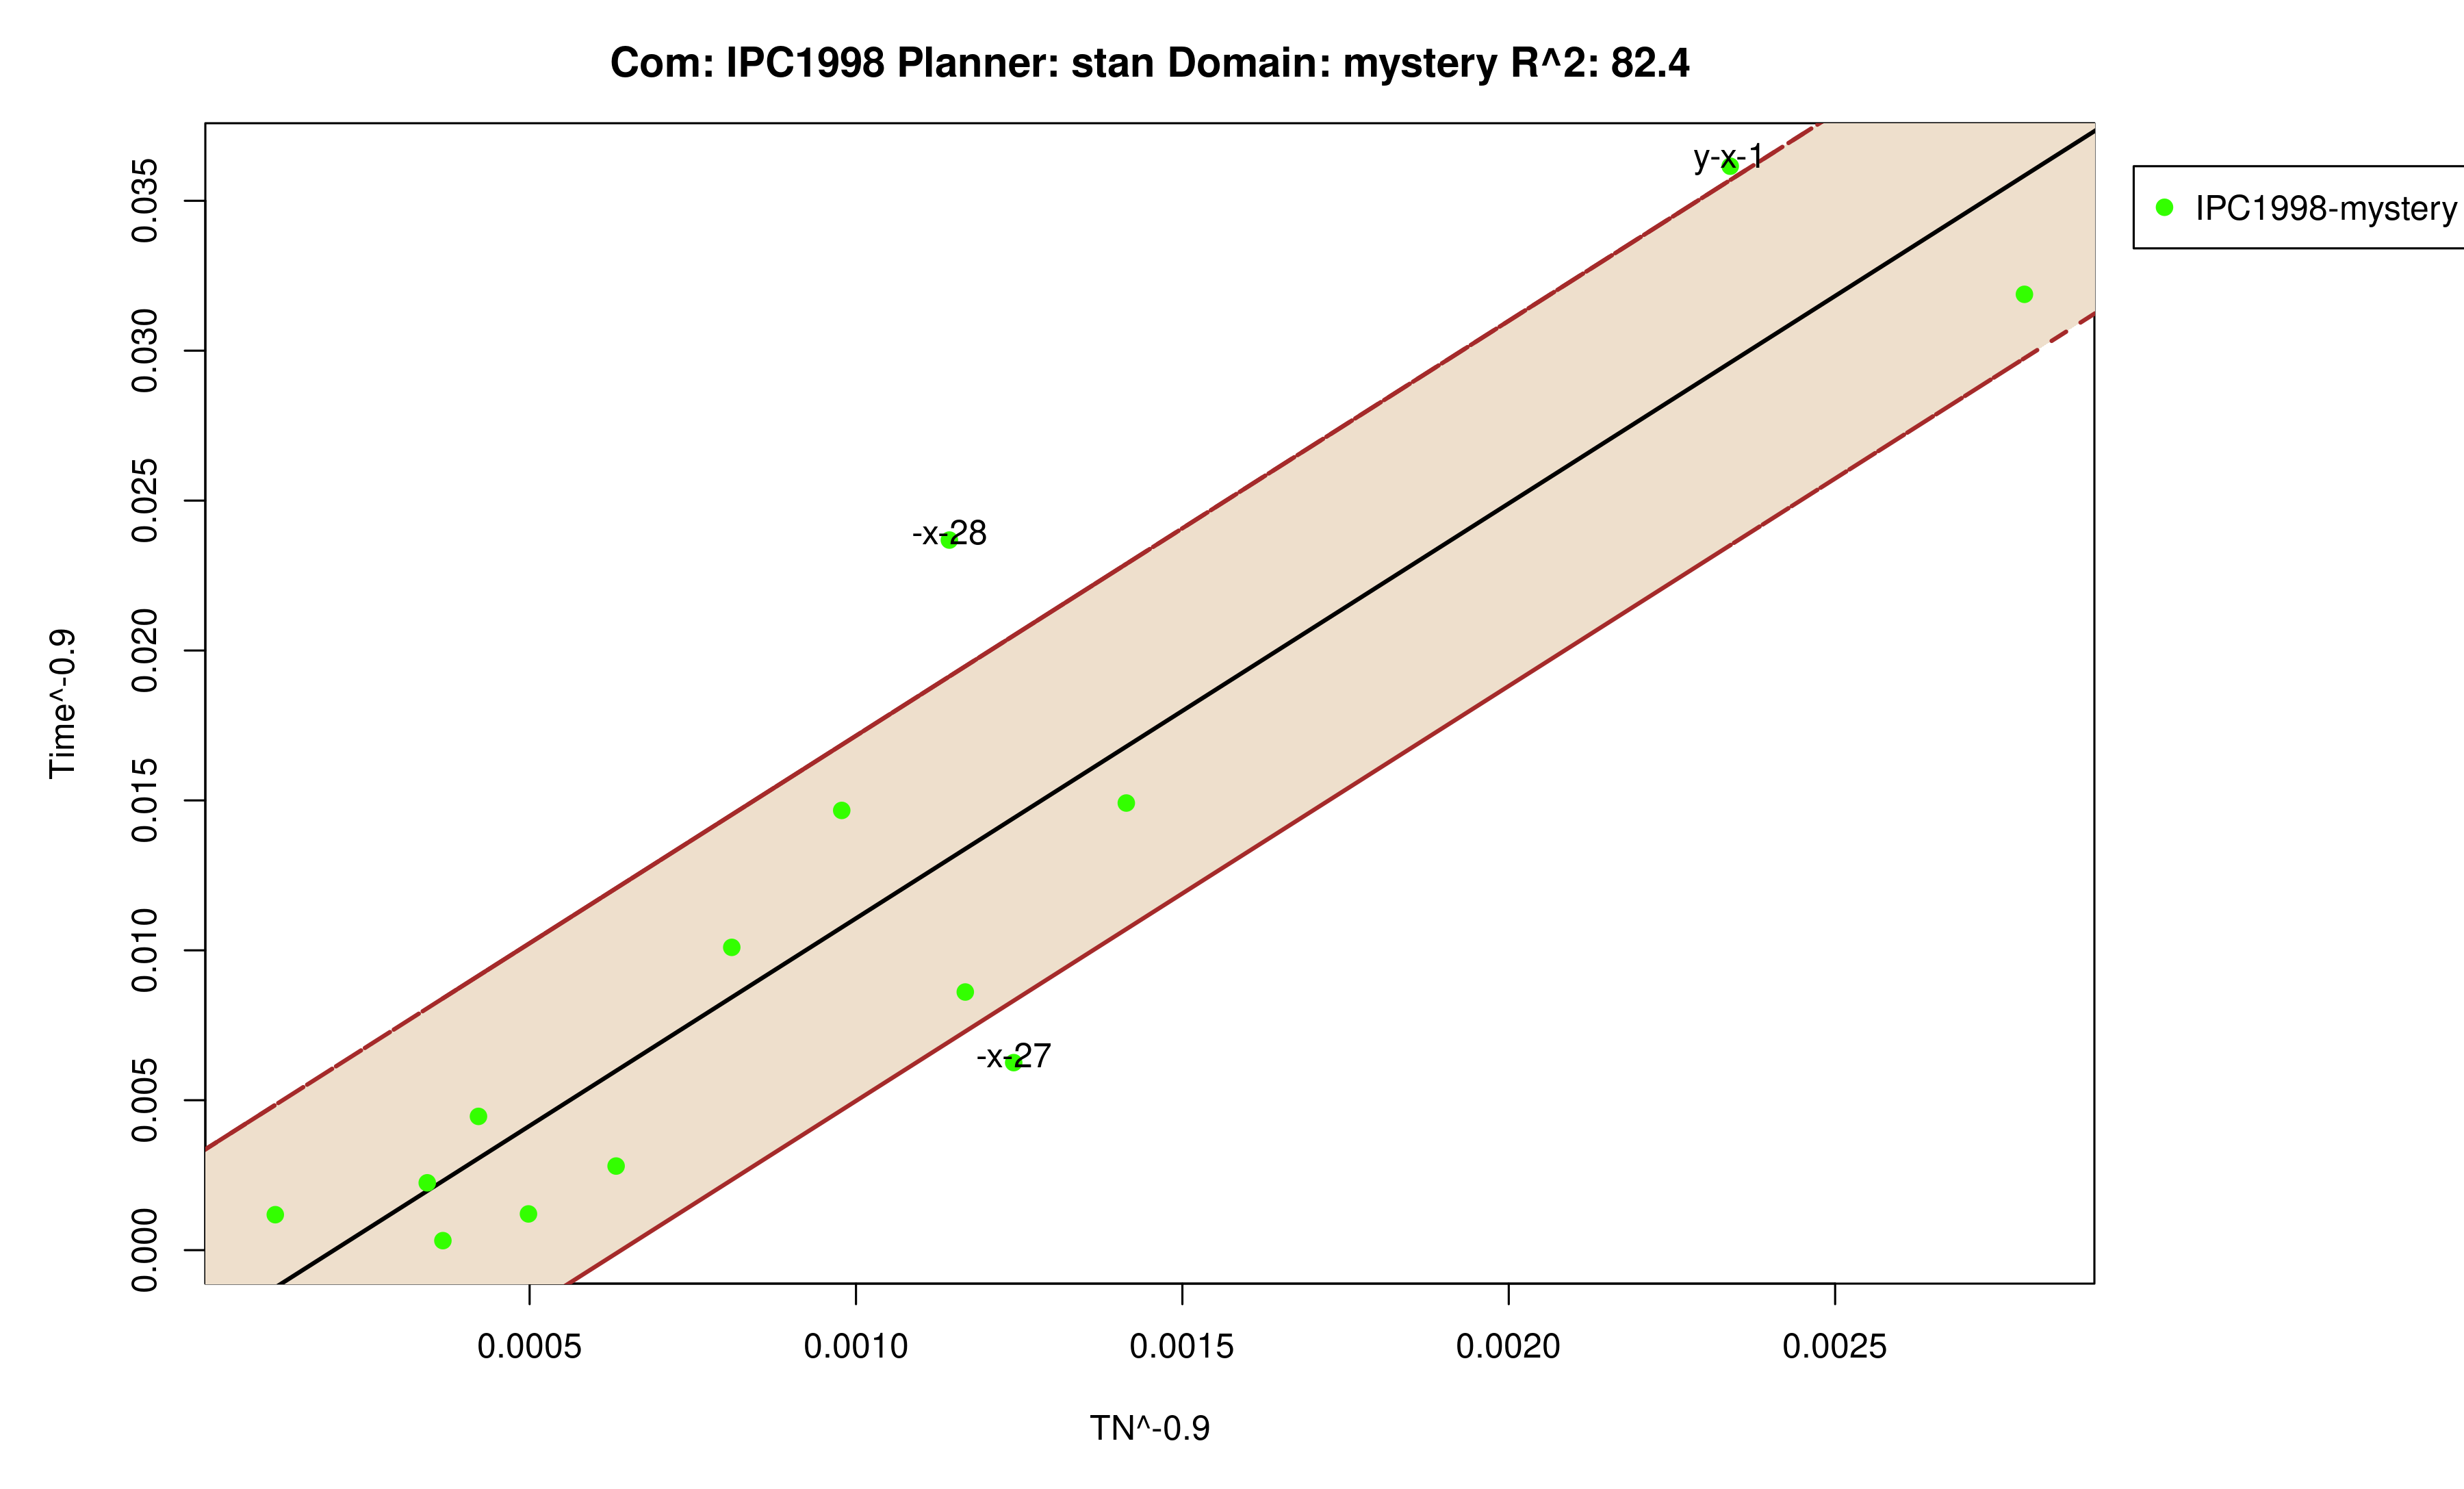 Com: IPC1998 Planner: stan Domain: mystery R^2: 82.4
y-x-1
IPC1998-mystery
-x-28
-x-27
Time^-0.9
0.035
0.030
0.025
0.020
0.015
0.010
0.005
0.000
0.0005 0.0010 0.0015 0.0020 0.0025
TN^-0.9